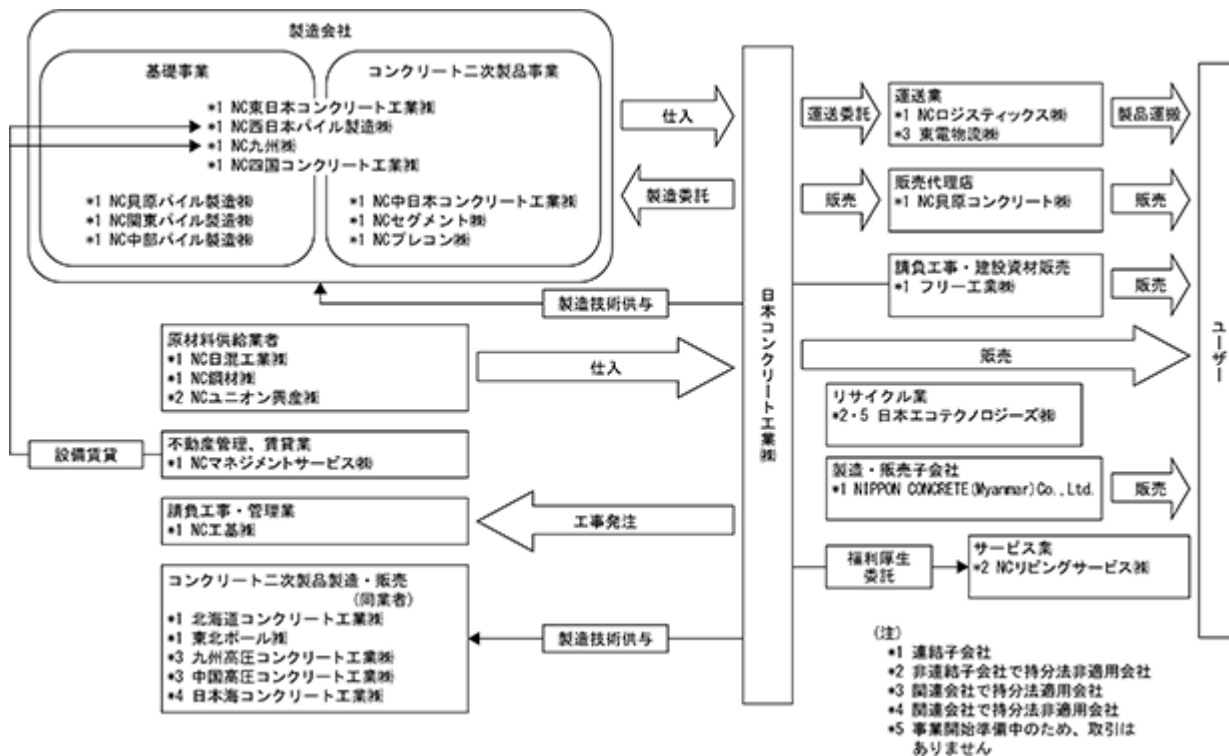 製造会社
基礎事業
コンクリート二次製品事業
*1 NC東日本コンクリート工業㈱
*1 NC西日本パイル製造㈱
*1 NC九州㈱
*1 NC四国コンクリート工業㈱
*1 NC貝原パイル製造㈱
*1 NC関東パイル製造㈱
*1 NC中部パイル製造㈱
*1 NC中日本コンクリート工業㈱
*1 NCセグメント㈱
*1 NCプレコン㈱
仕入
製造委託
製造技術供与
原材料供給業者
*1 NC日混工業㈱
*1 NC鋼材㈱
*2 NCユニオン興産㈱
仕入
設備賃貸
不動産管理、賃貸業
*1 NCマネジメントサービス㈱
請負工事・管理業
*1 NC工基㈱
工事発注
コンクリート二次製品製造・販売
(同業者)
*1 北海道コンクリート工業㈱
*1 東北ポール㈱
*3 九州高圧コンクリート工業㈱
*3 中国高圧コンクリート工業㈱
*4 日本海コンクリート工業㈱
製造技術供与
日本コンクリート工業㈱
運送委託
運送業
*1 NCロジスティックス㈱
*3 東電物流㈱
製品運搬
販売
販売代理店
*1 NC貝原コンクリート㈱
販売
請負工事・建設資材販売
*1 フリー工業㈱
販売
販売
リサイクル業
*2・5 日本エコテクノロジーズ㈱
製造・販売子会社
*1 NIPPON CONCRETE(Myanmar)Co.,Ltd.
販売
福利厚生
委託
サービス業
*2 NCリビングサービス㈱
ユーザー
(注)
*1 連結子会社
*2 非連結子会社で持分法非適用会社
*3 関連会社で持分法適用会社
*4 関連会社で持分法非適用会社
*5 事業開始準備中のため、取引は
ありません